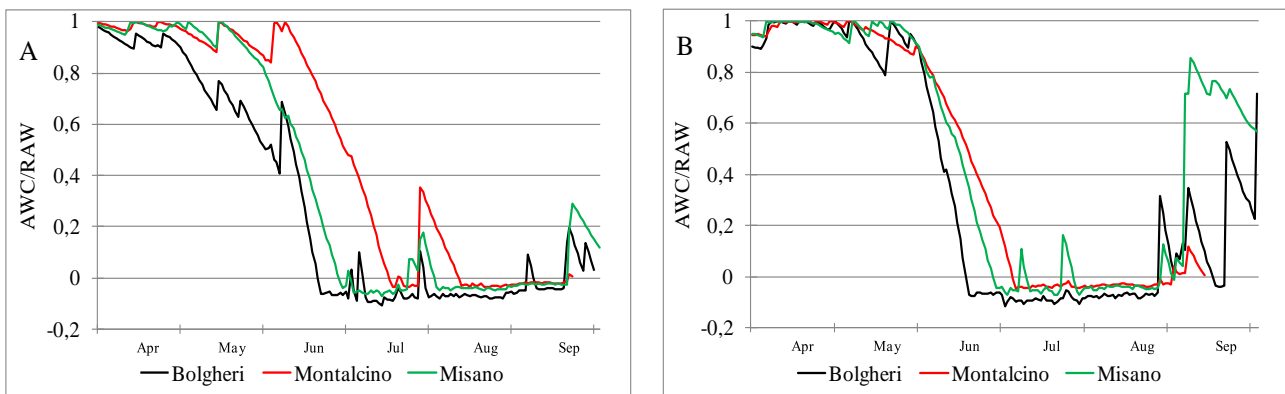 A
AWC/RAW
1
0,8
0,6
0,4
0,2
0
-0,2
Apr May Jun Jul Aug Sep
Bolgheri Montalcino Misano
B
AWC/RAW
1
0,8
0,6
0,4
0,2
0
-0,2
Apr May Jun Jul Aug Sep
Bolgheri Montalcino Misano